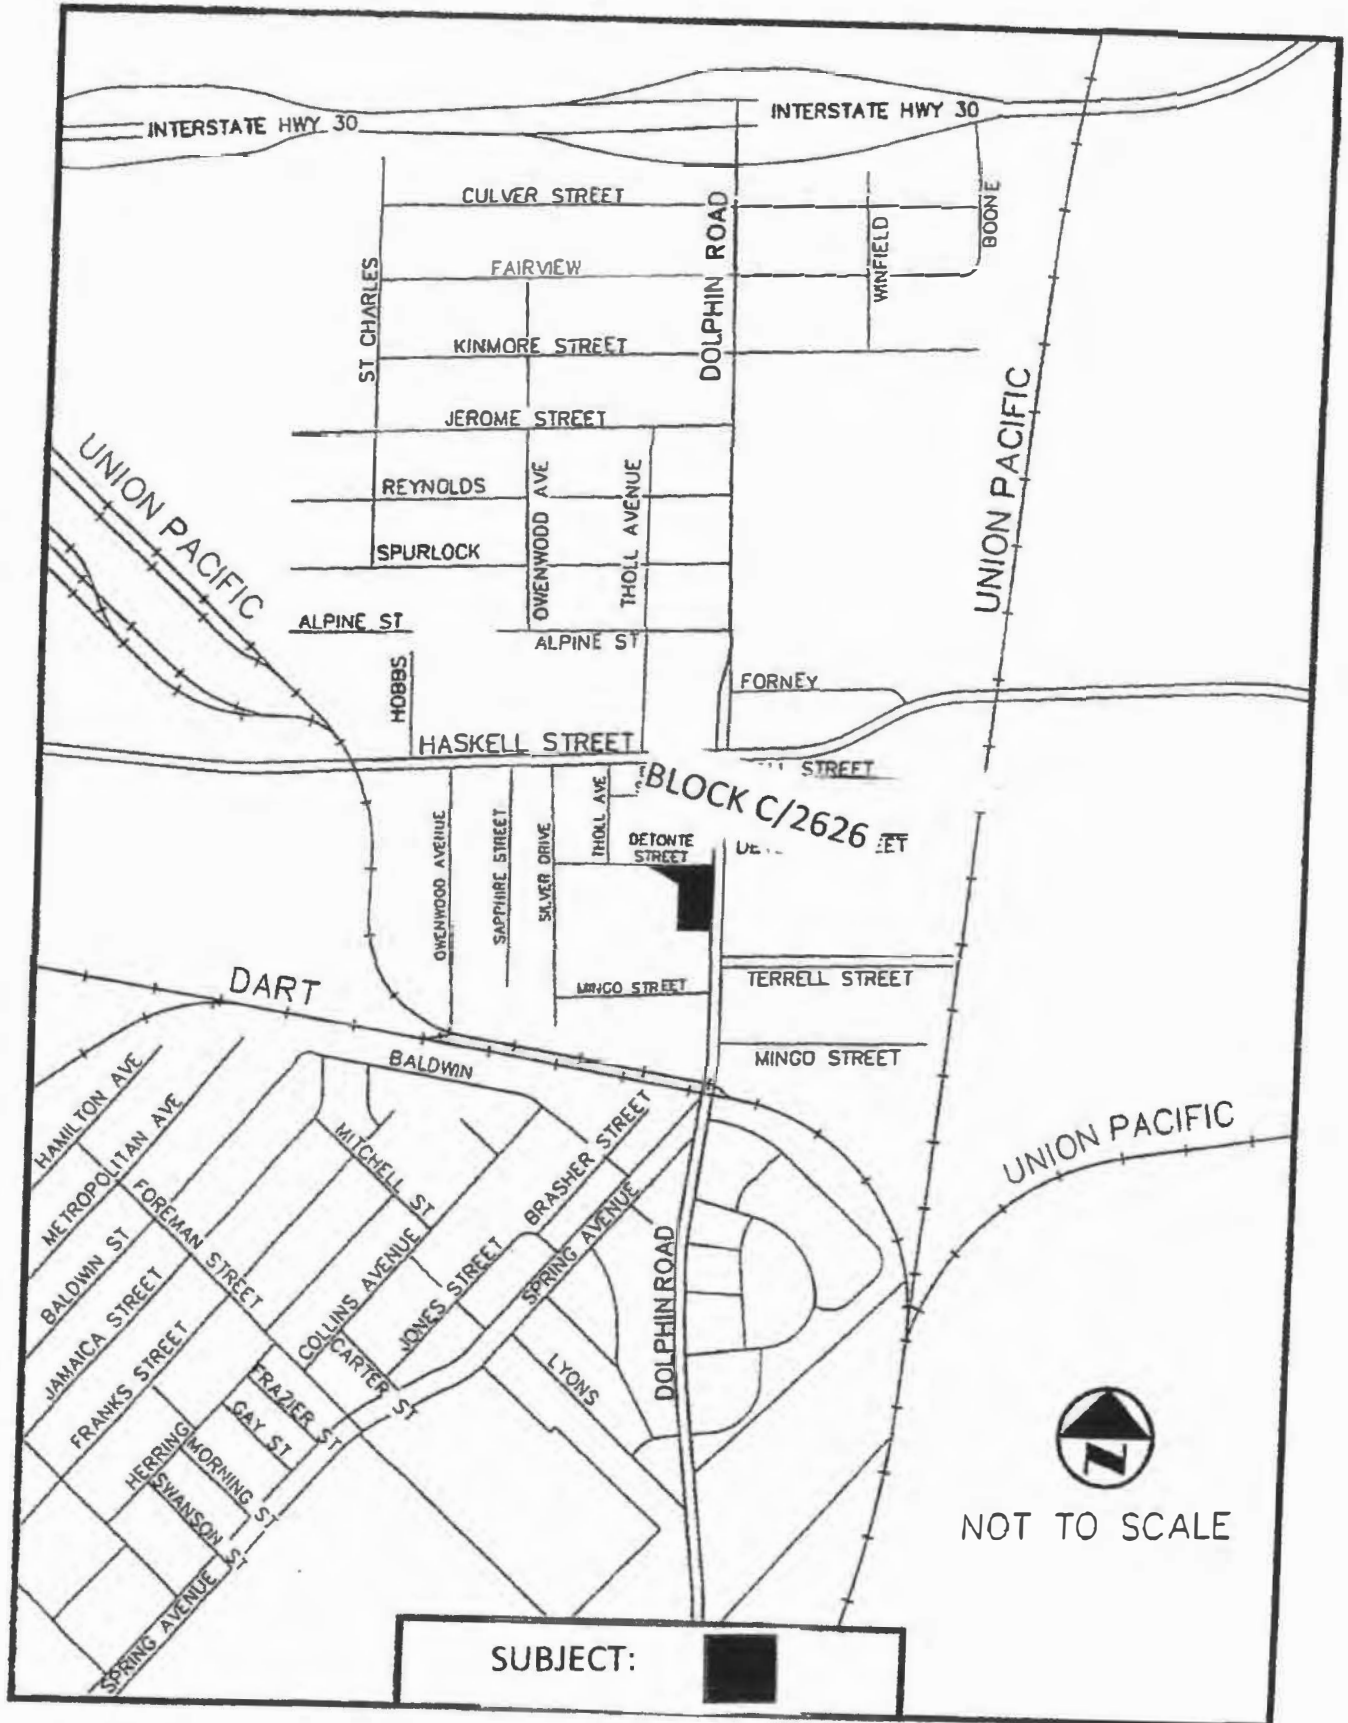 INTERSTATE HWY 30
INTERSTATE HWY 30
CULVER STREET
BOONE
DOLPHIN ROAD
WINFIELD
FAIRVIEW
ST CHARLES
KINMORE STREET
UNION PACIFIC
JEROME STREET
UNION PACIFIC
REYNOLDS
OWENWOOD AVE
THOLL AVENUE
SPURLOCK
ALPINE ST
ALPINE ST
HOBBS
FORNEY
HASKELL STREET
STREET
BLOCK C/2626
OWENWOOD AVENUE
SAPPHIRE STREET
SILVER DRIVE
THOLL AVE
DETONTE
STREET
DART
MINGO STREET
TERRELL STREET
MINGO STREET
BALDWIN
HAMILTON AVE
METROPOLITAN AVE
BALDWIN ST
JAMAICA STREET
FRANKS STREET
FOREMAN STREET
MITCHELL ST
BRASHER STREET
SPRING AVENUE
COLLINS AVENUE
JONES STREET
CARTER ST
UNION PACIFIC
DOLPHIN ROAD
LYONS
FRAZIER ST
GAY ST
HERRING
MORNING ST
SWANSON ST
SPRING AVENUE
N
NOT TO SCALE
SUBJECT: